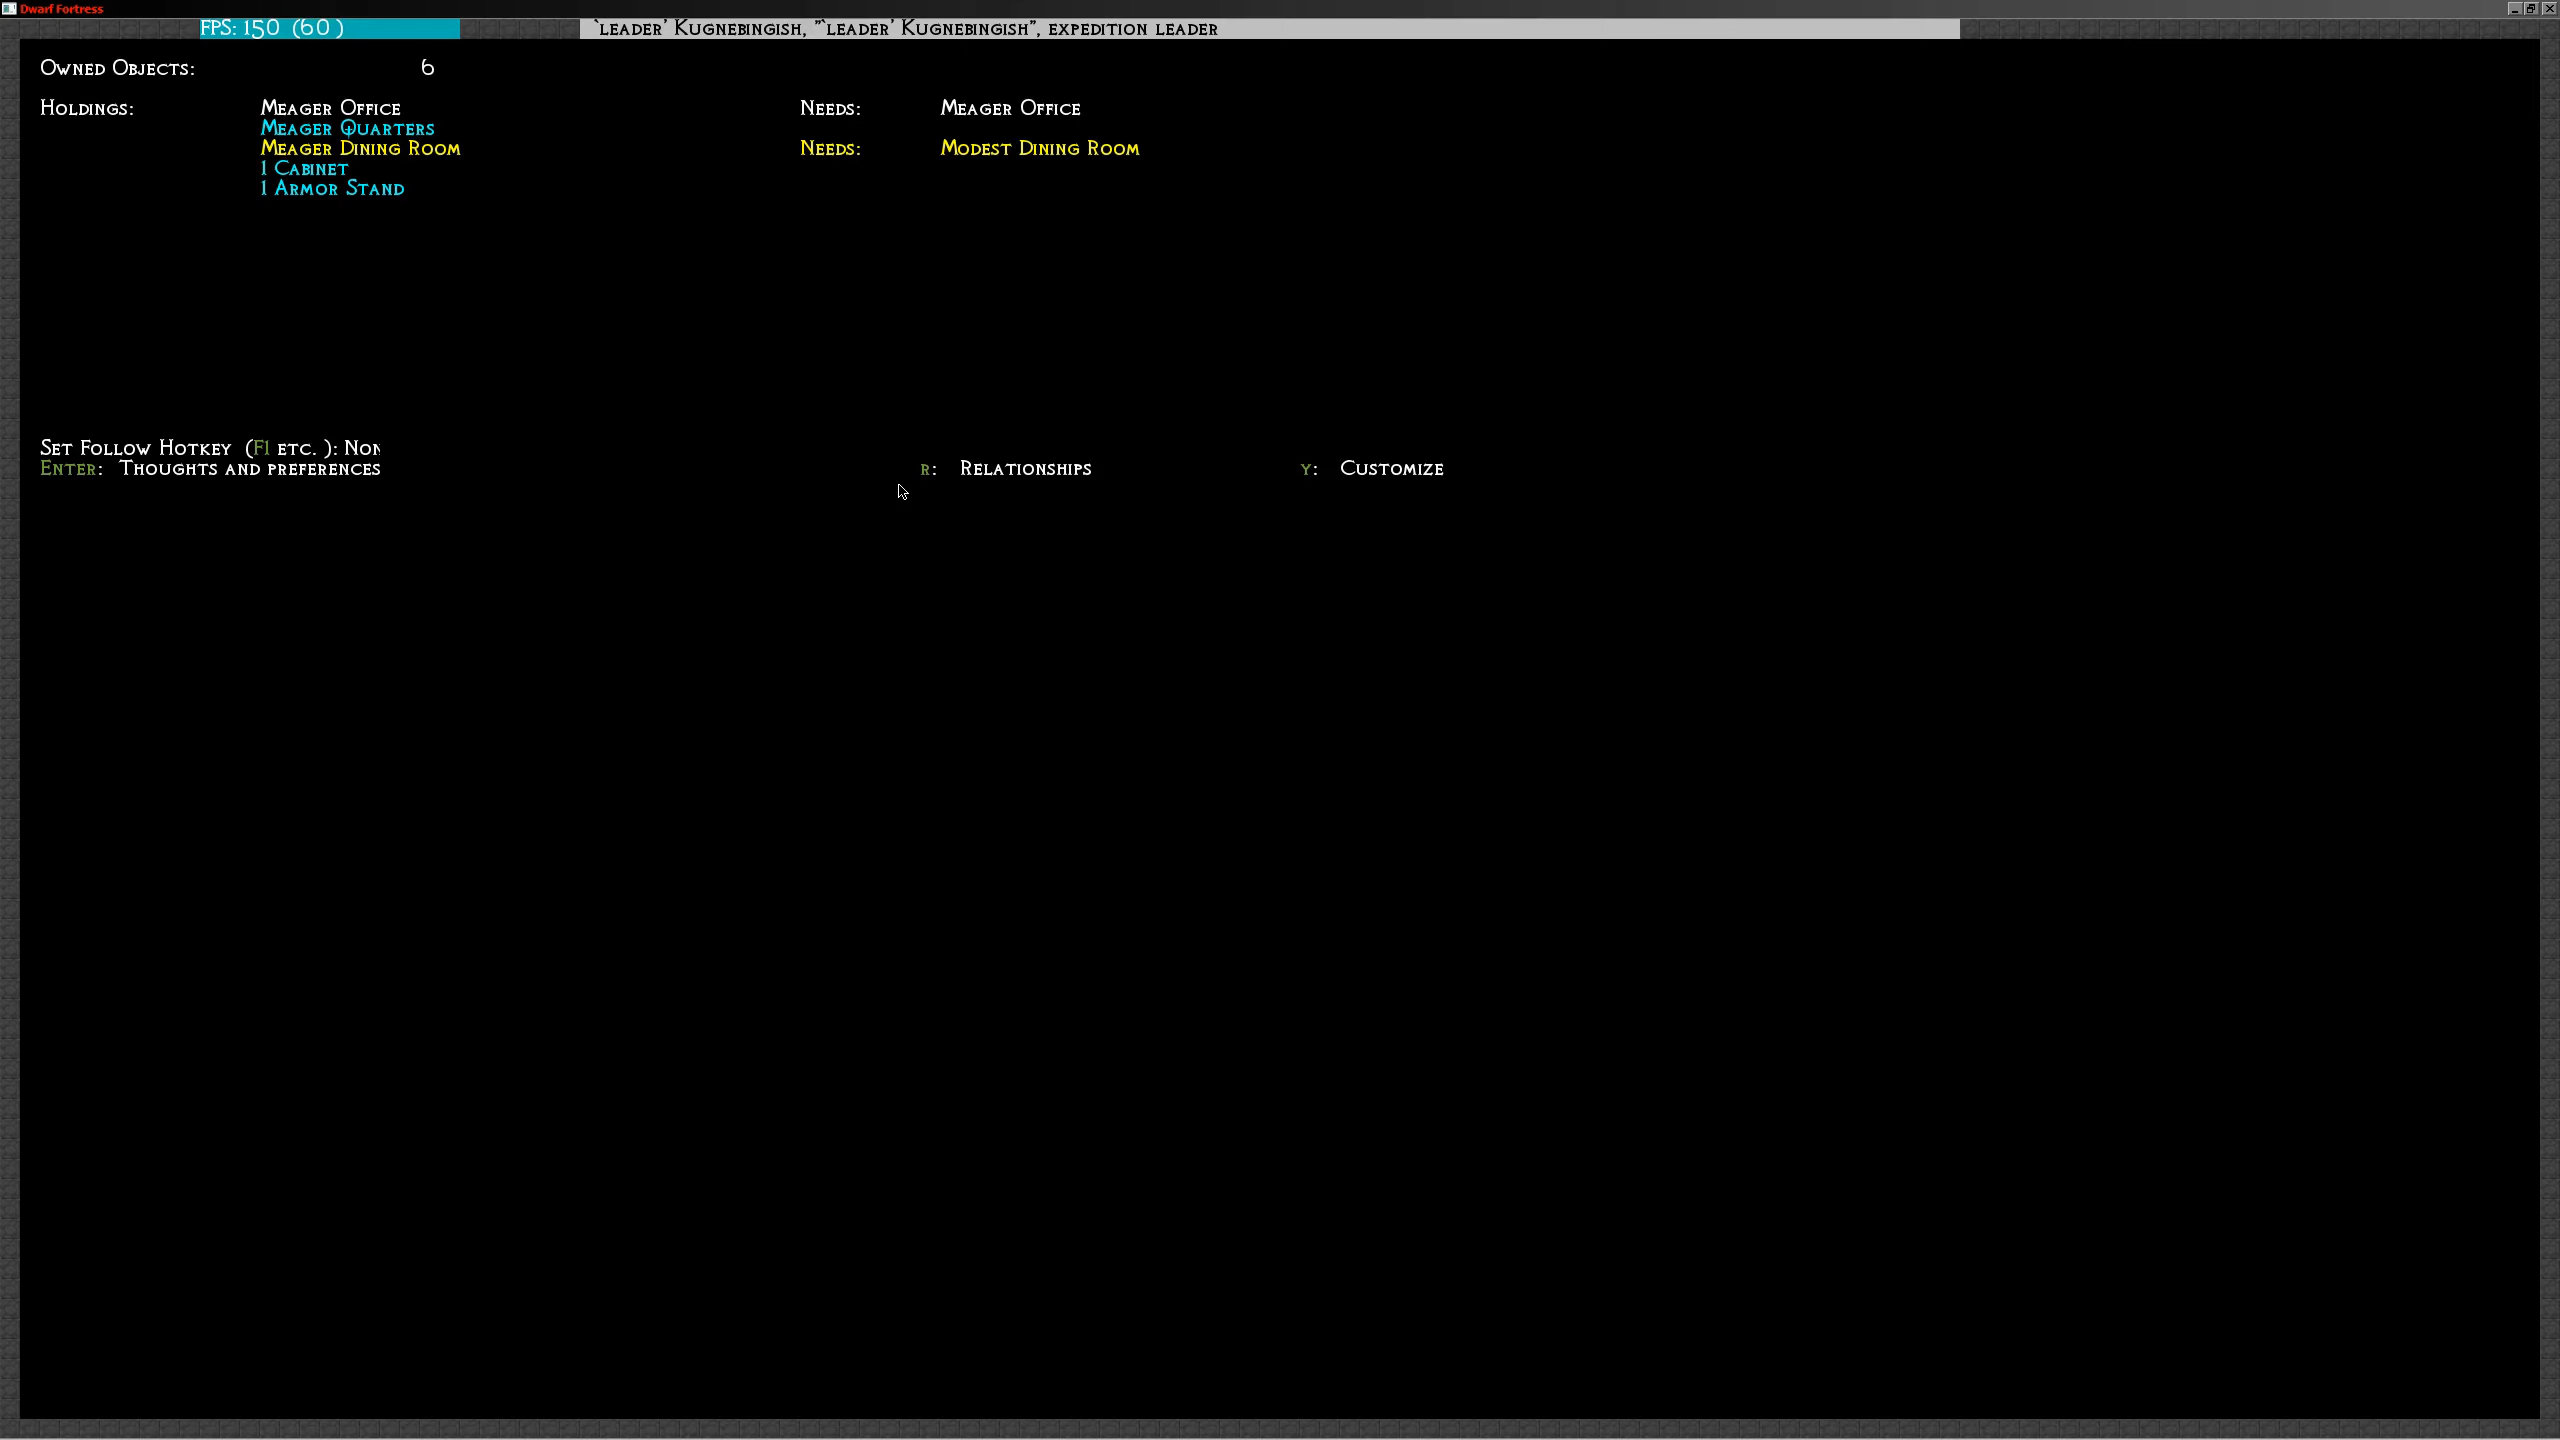 Dwarf Fortress
FPS: 150 (60)
`Leader' Kugnebingish, "`Leader' Kugnebingish", expedition leader
Owned Objects: 6
Holdings: Meager Office Needs: Meager Office
Meager Quarters
Meager Dining Room Needs: Modest Dining Room
1 Cabinet
1 Armor Stand
Set Follow Hotkey (F1 etc.): Non
Enter: Thoughts and preferences r: Relationships y: Customize